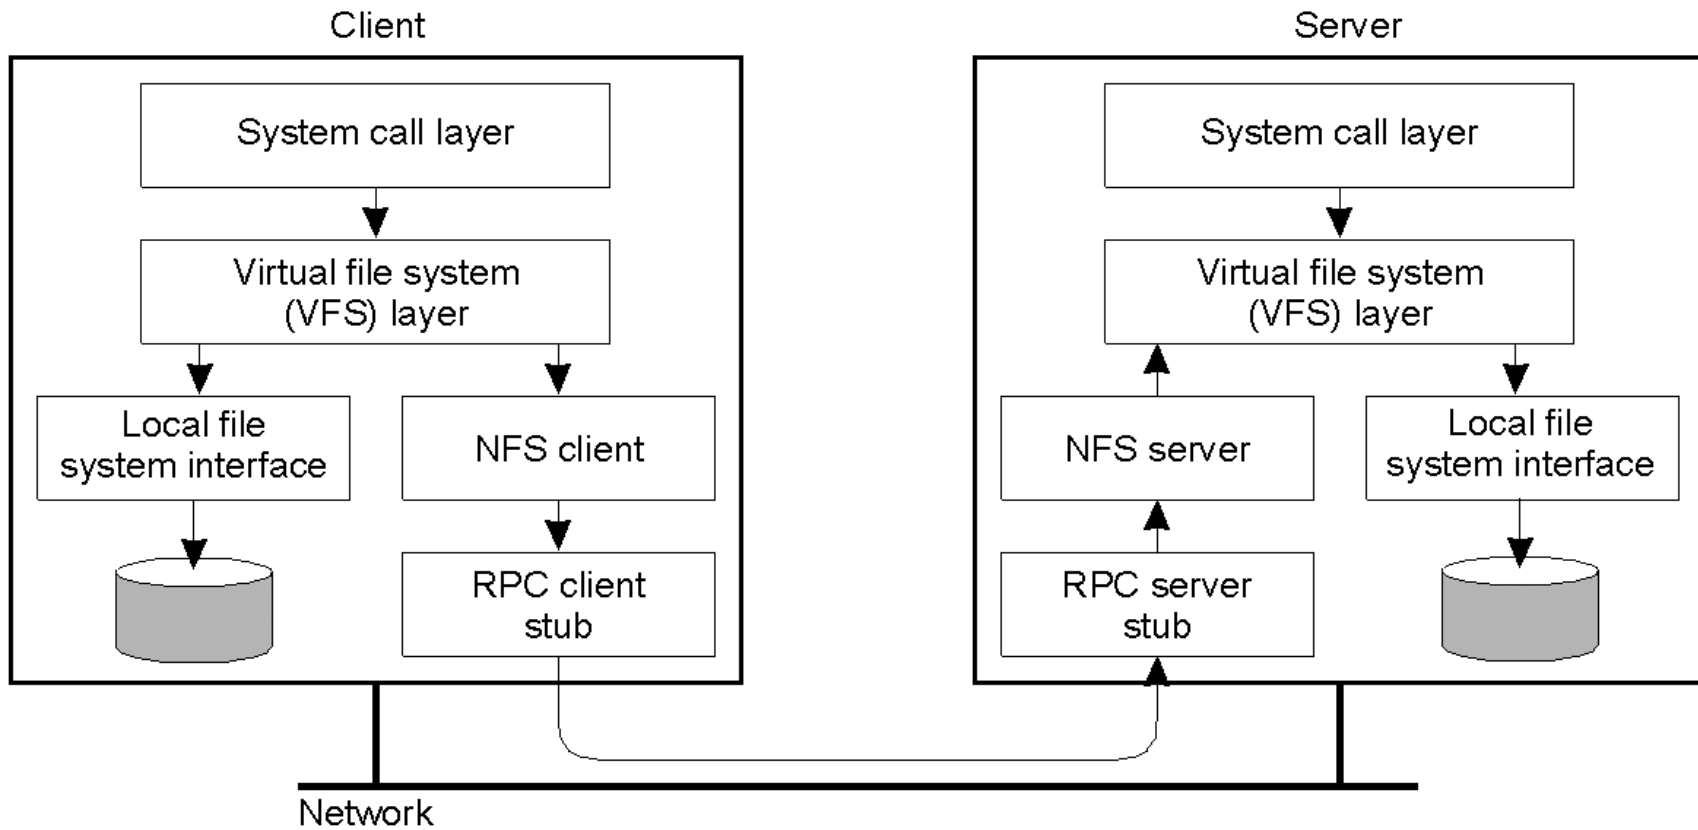 Client
System call layer
Virtual file system
(VFS) layer
Local file
system interface
NFS client
RPC client
stub
Server
System call layer
Virtual file system
(VFS) layer
NFS server
Local file
system interface
RPC server
stub
Network